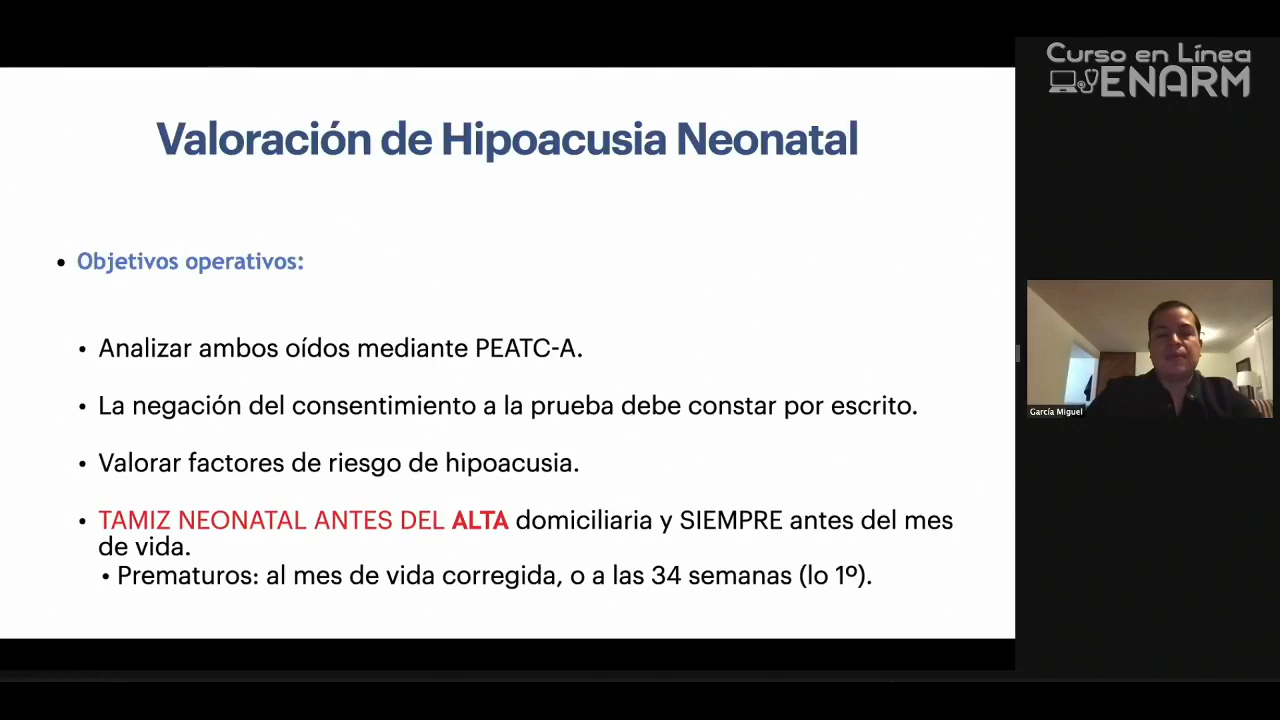 Curso en Línea
ENARM
Valoración de Hipoacusia Neonatal
• Objetivos operativos:
• Analizar ambos oídos mediante PEATC-A.
• La negación del consentimiento a la prueba debe constar por escrito.
• Valorar factores de riesgo de hipoacusia.
• TAMIZ NEONATAL ANTES DEL ALTA domiciliaria y SIEMPRE antes del mes
de vida.
• Prematuros: al mes de vida corregida, o a las 34 semanas (lo 1º).
García Miguel